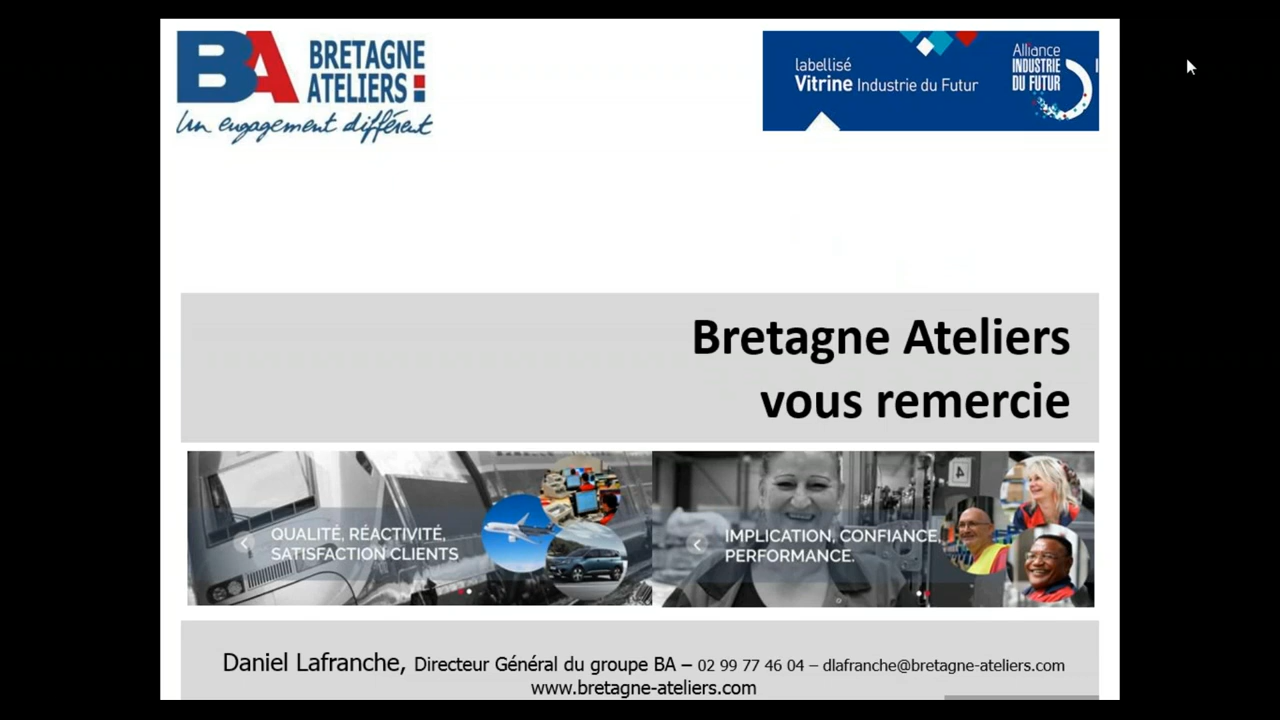 BA BRETAGNE
ATELIERS
Un engagement différent
labellisé
Vitrine Industrie du Futur
Alliance
INDUSTRIE
DU FUTUR
Bretagne Ateliers
vous remercie
QUALITÉ, RÉACTIVITÉ,
SATISFACTION CLIENTS
IMPLICATION, CONFIANCE,
PERFORMANCE.
4
Daniel Lafranche, Directeur Général du groupe BA – 02 99 77 46 04 – dlafranche@bretagne-ateliers.com
www.bretagne-ateliers.com